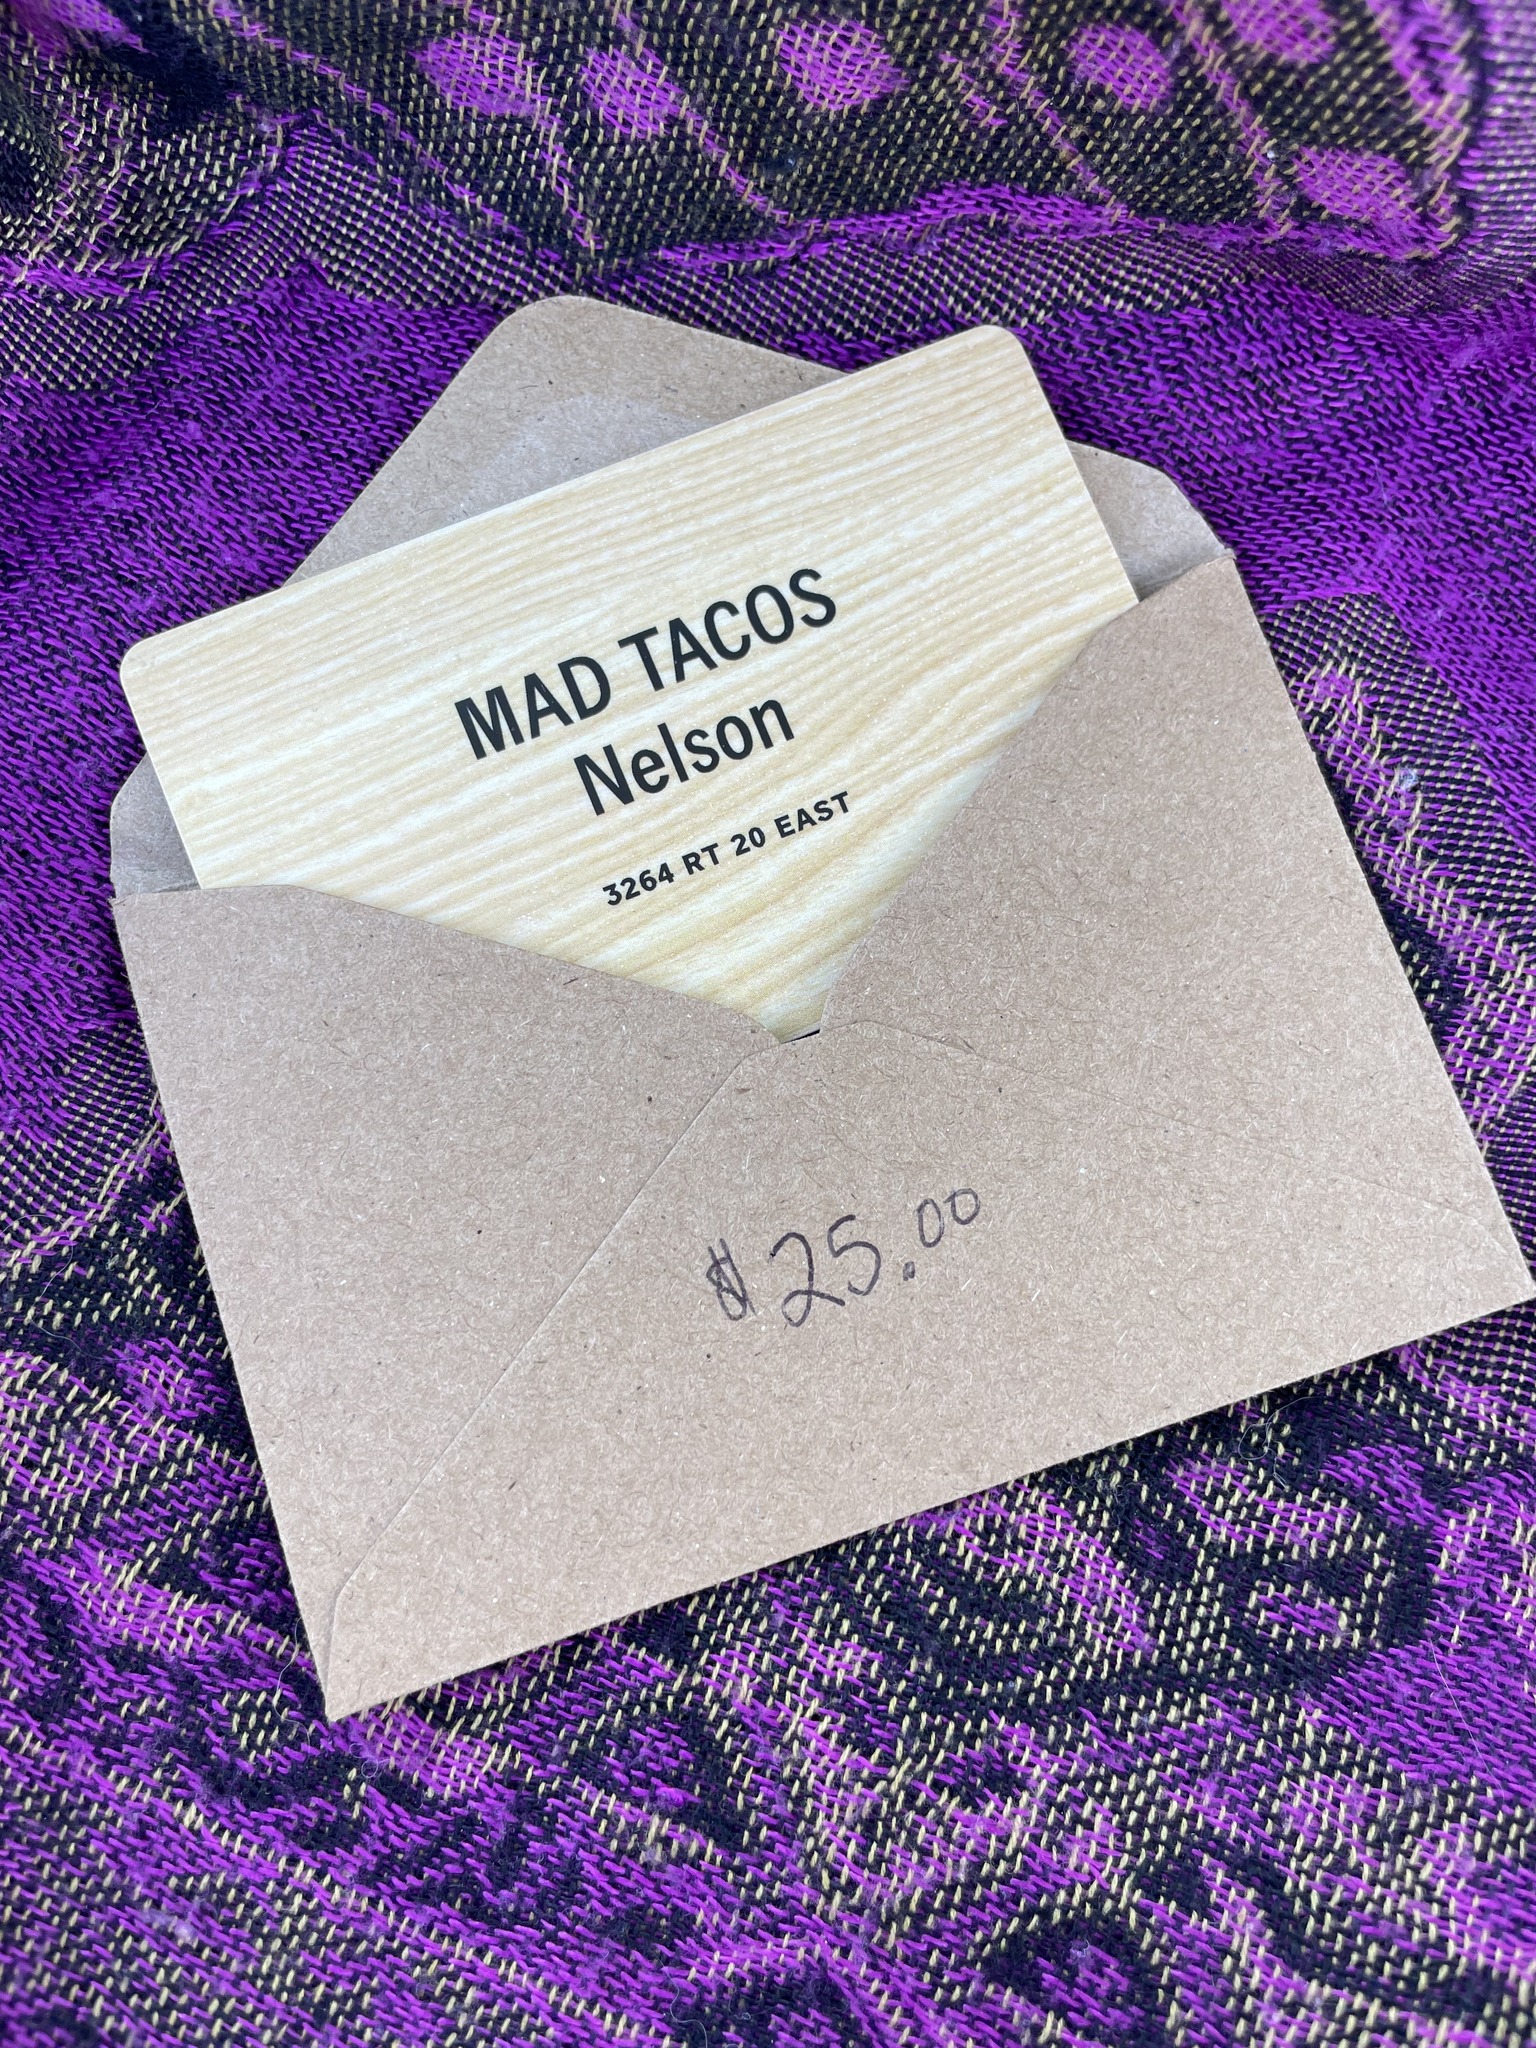 MAD TACOS
Nelson
3264 RT 20 EAST
$25.00